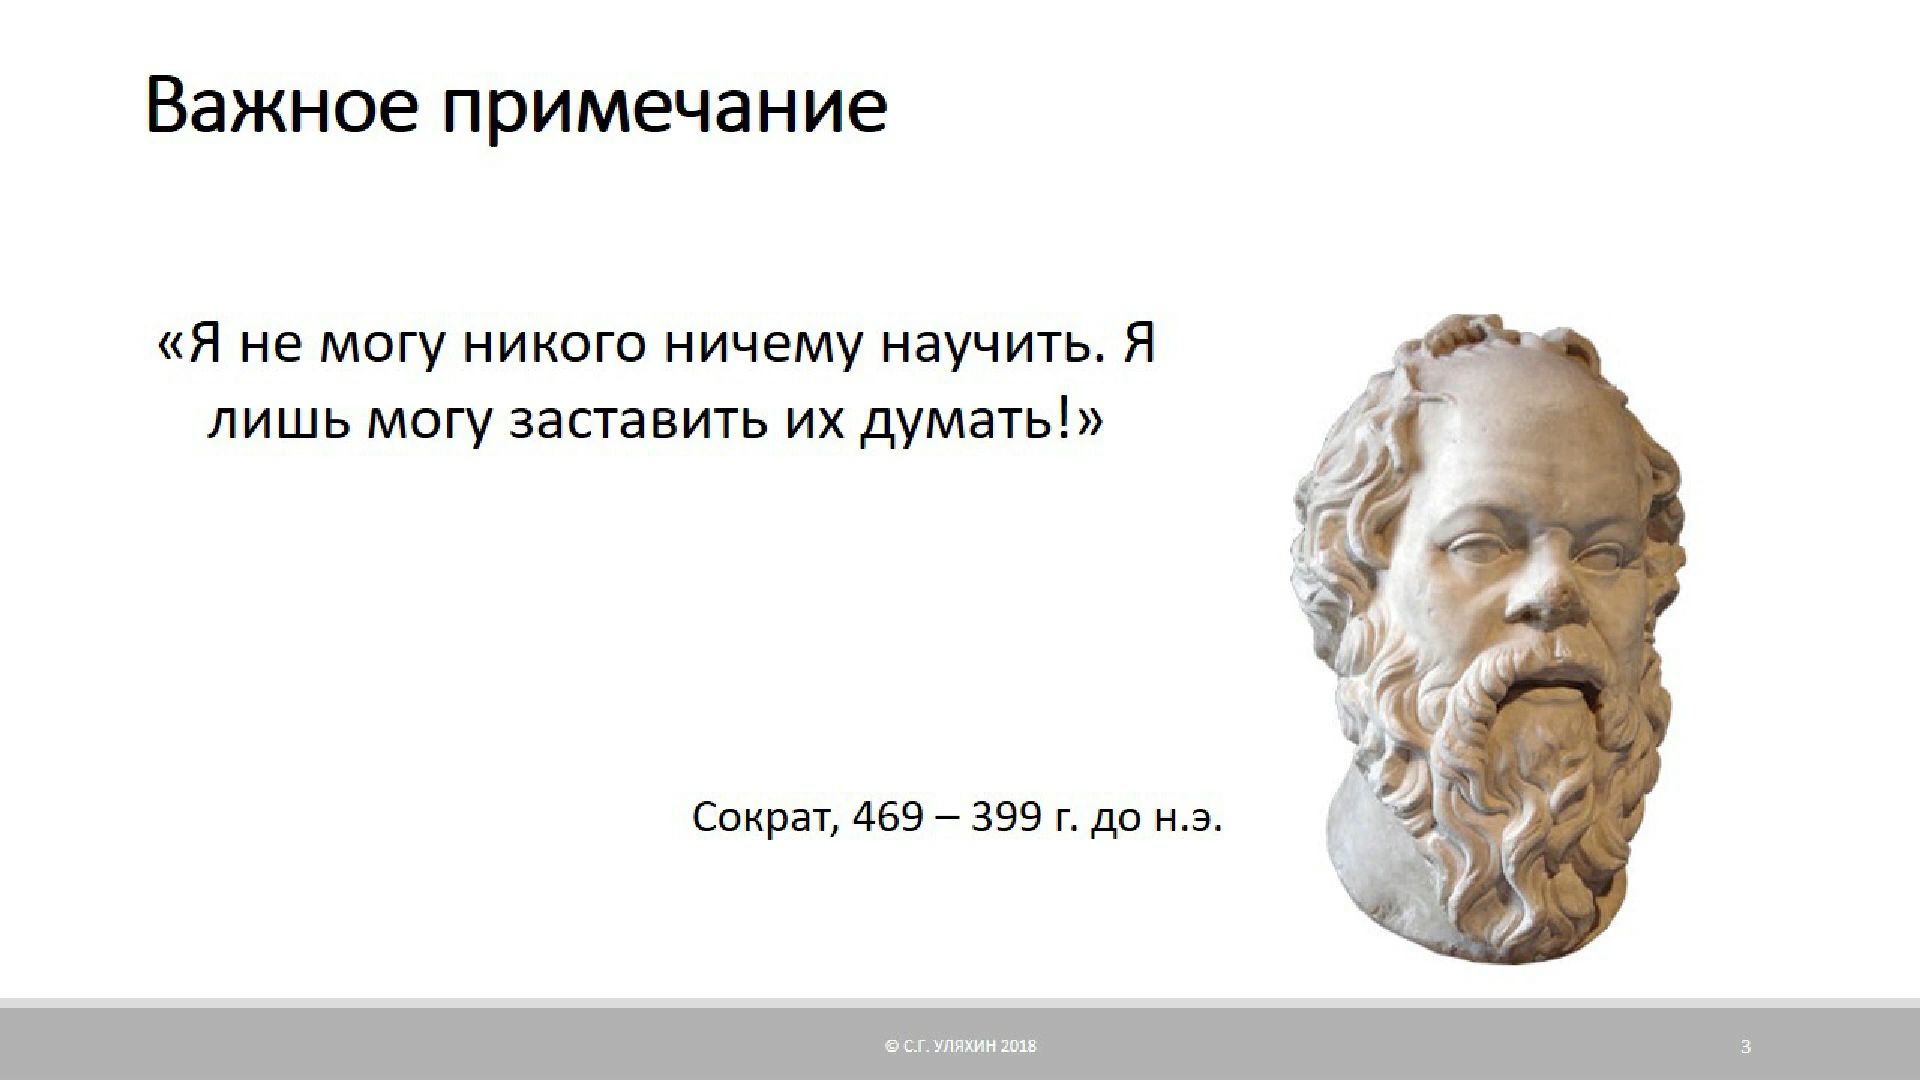 Важное примечание
«Я не могу никого ничему научить. Я
лишь могу заставить их думать!»
Сократ, 469 – 399 г. до н.э.
© С.Г. УЛЯХИН 2018
3